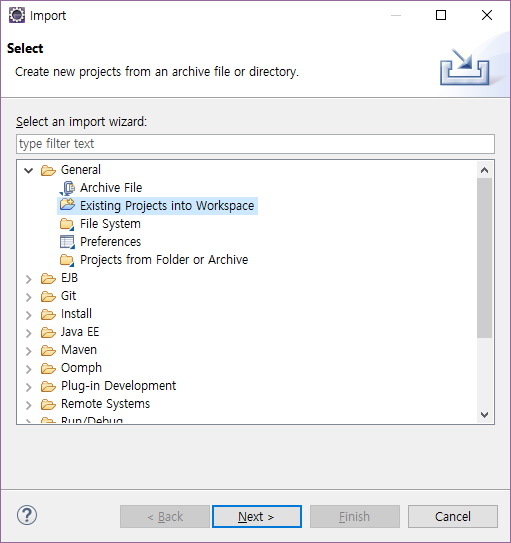 Import
Select
Create new projects from an archive file or directory.
Select an import wizard:
type filter text
General
Archive File
Existing Projects into Workspace
File System
Preferences
Projects from Folder or Archive
EJB
Git
Install
Java EE
Maven
Oomph
Plug-in Development
Remote Systems
Run/Debug
< Back
Next >
Finish
Cancel